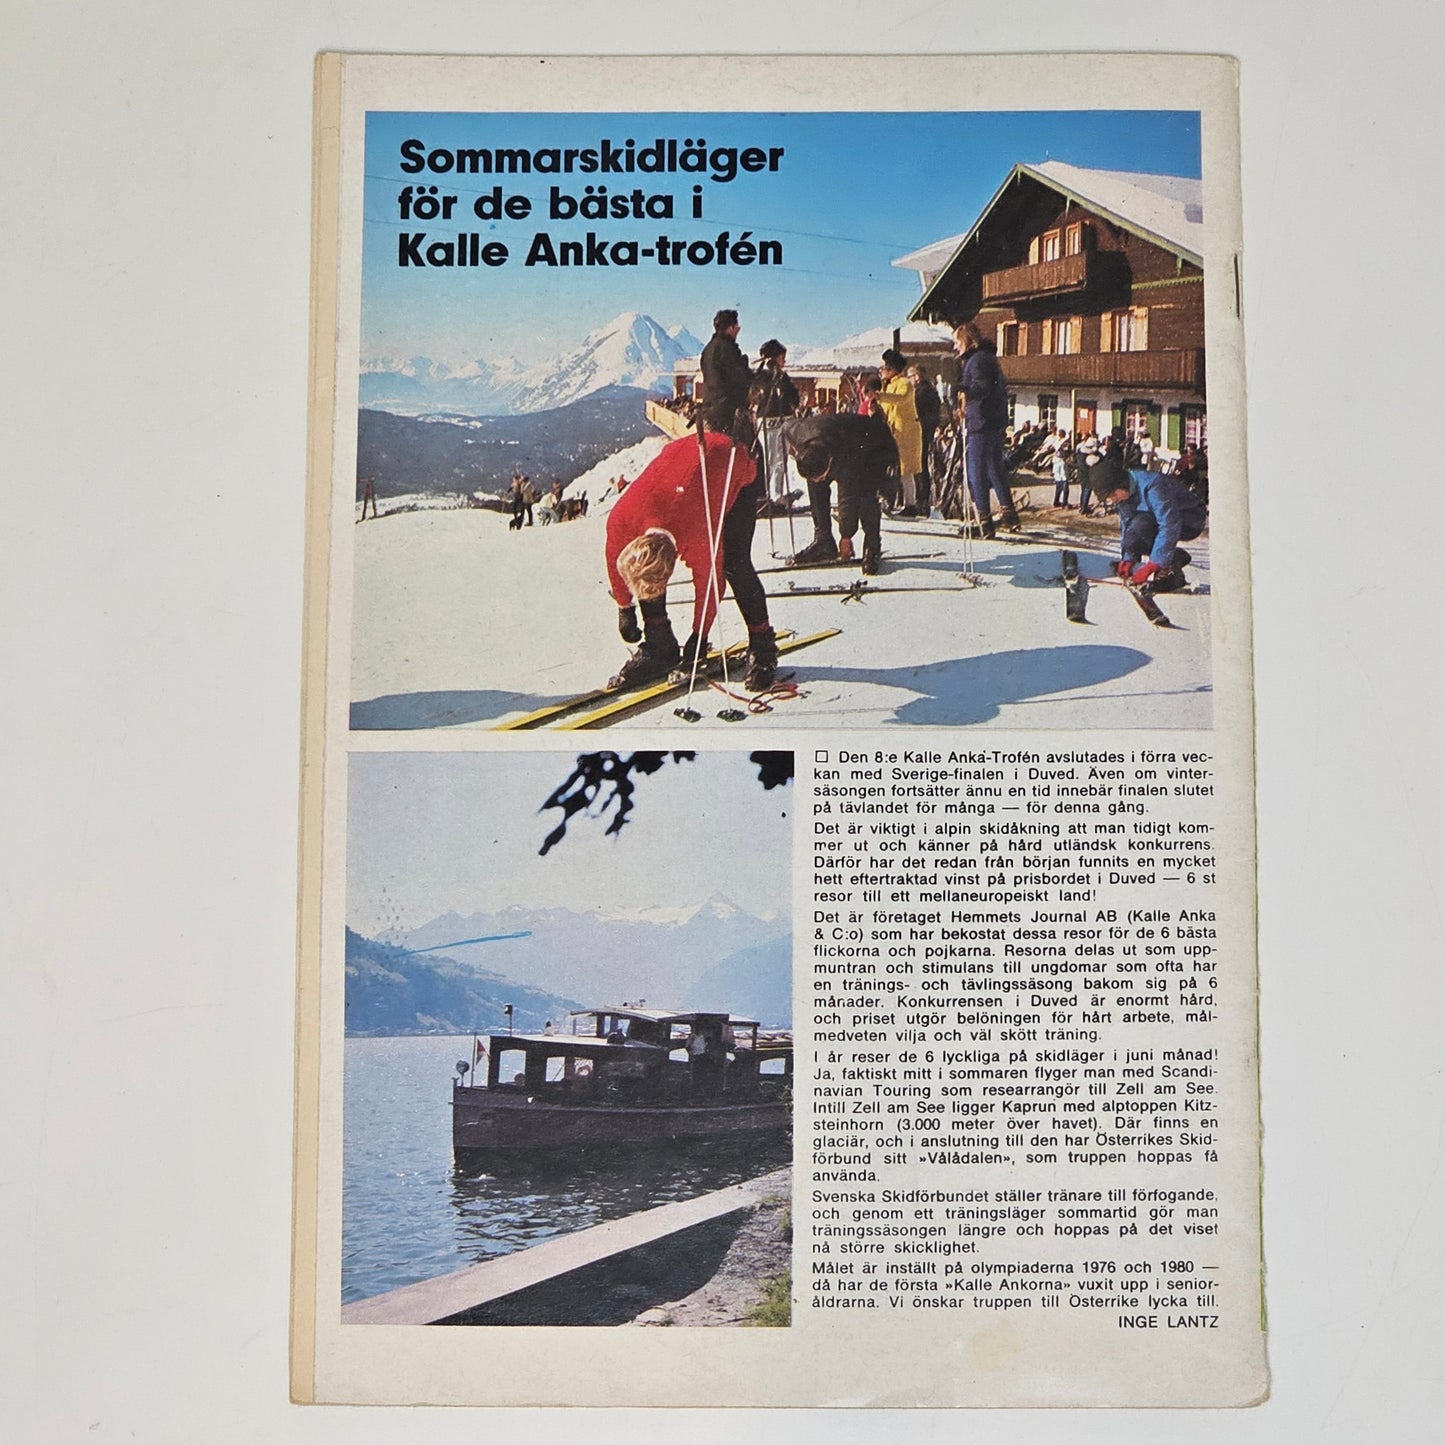 Sommarskidläger
för de bästa i
Kalle Anka-trofén
☐ Den 8:e Kalle Anka-Trofén avslutades i förra vec-
kan med Sverige-finalen i Duved. Även om vinter-
säsongen fortsätter ännu en tid innebär finalen slutet
på tävlandet för många — för denna gång.
Det är viktigt i alpin skidåkning att man tidigt kom-
mer ut och känner på hård utländsk konkurrens.
Därför har det redan från början funnits en mycket
hett eftertraktad vinst på prisbordet i Duved — 6 st
resor till ett mellaneuropeiskt land!
Det är företaget Hemmets Journal AB (Kalle Anka
& C:o) som har bekostat dessa resor för de 6 bästa
flickorna och pojkarna. Resorna delas ut som upp-
muntran och stimulans till ungdomar som ofta har
en tränings- och tävlingssäsong bakom sig på 6
månader. Konkurrensen i Duved är enormt hård,
och priset utgör belöningen för hårt arbete, mål-
medveten vilja och väl skött träning.
I år reser de 6 lyckliga på skidläger i juni månad!
Ja, faktiskt mitt i sommaren flyger man med Scandi-
navian Touring som researrangör till Zell am See.
Intill Zell am See ligger Kaprun med alptoppen Kitz-
steinhorn (3.000 meter över havet). Där finns en
glaciär, och i anslutning till den har Österrikes Skid-
förbund sitt »Vålådalen», som truppen hoppas få
använda.
Svenska Skidförbundet ställer tränare till förfogande,
och genom ett träningsläger sommartid gör man
träningssäsongen längre och hoppas på det viset
nå större skicklighet.
Målet är inställt på olympiaderna 1976 och 1980 —
då har de första »Kalle Ankorna» vuxit upp i senior-
åldrarna. Vi önskar truppen till Österrike lycka till.
INGE LANTZ